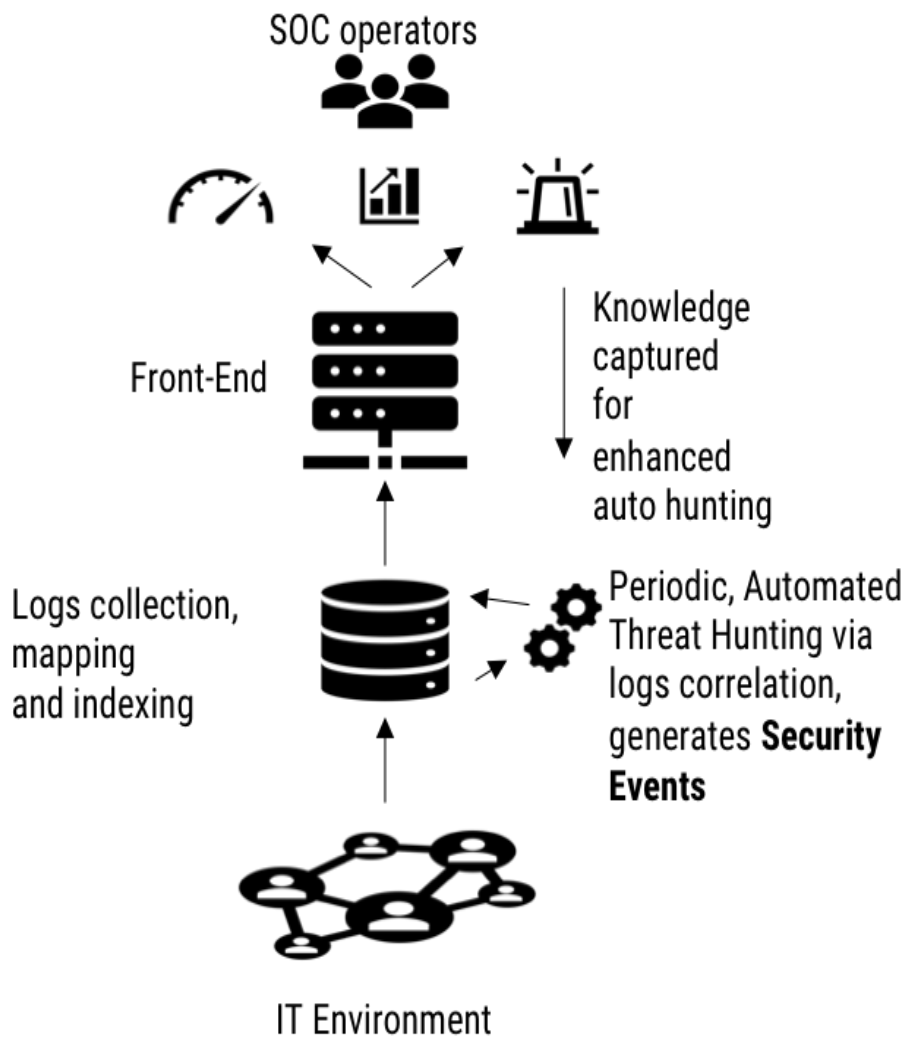 SOC operators
Knowledge
captured
for
enhanced
auto hunting
Front-End
Logs collection,
mapping
and indexing
Periodic, Automated
Threat Hunting via
logs correlation,
generates Security
Events
IT Environment